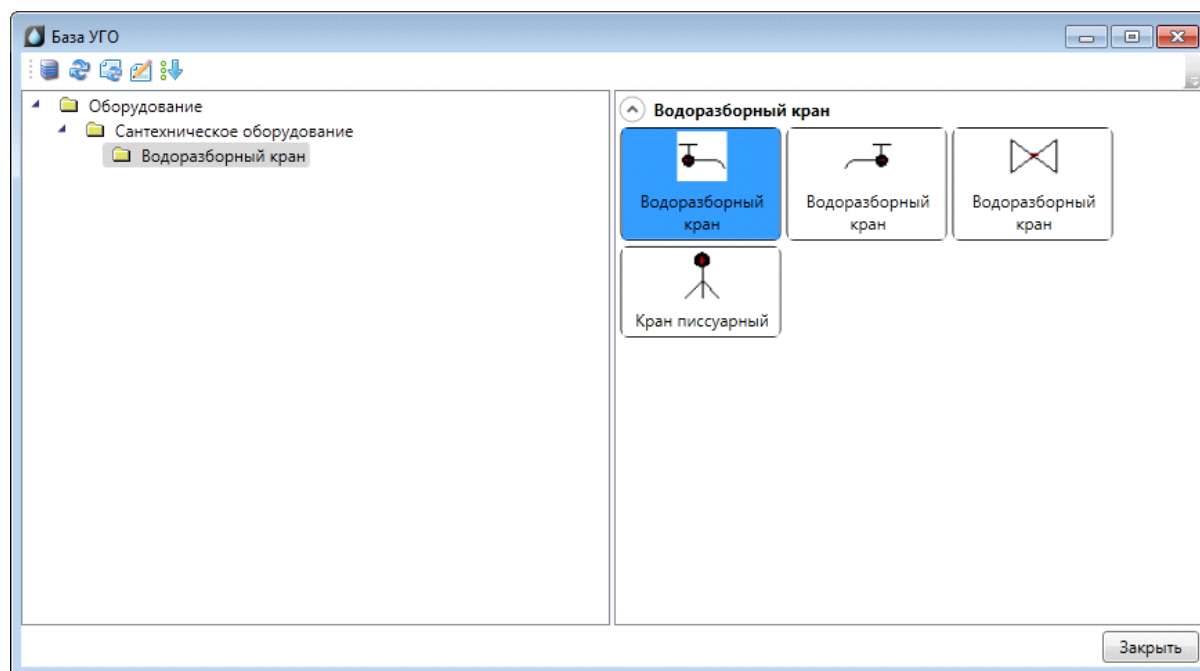 База УГО
Оборудование
Сантехническое оборудование
Водоразборный кран
Водоразборный кран
Водоразборный
кран
Водоразборный
кран
Водоразборный
кран
Кран писсуарный
Закрыть